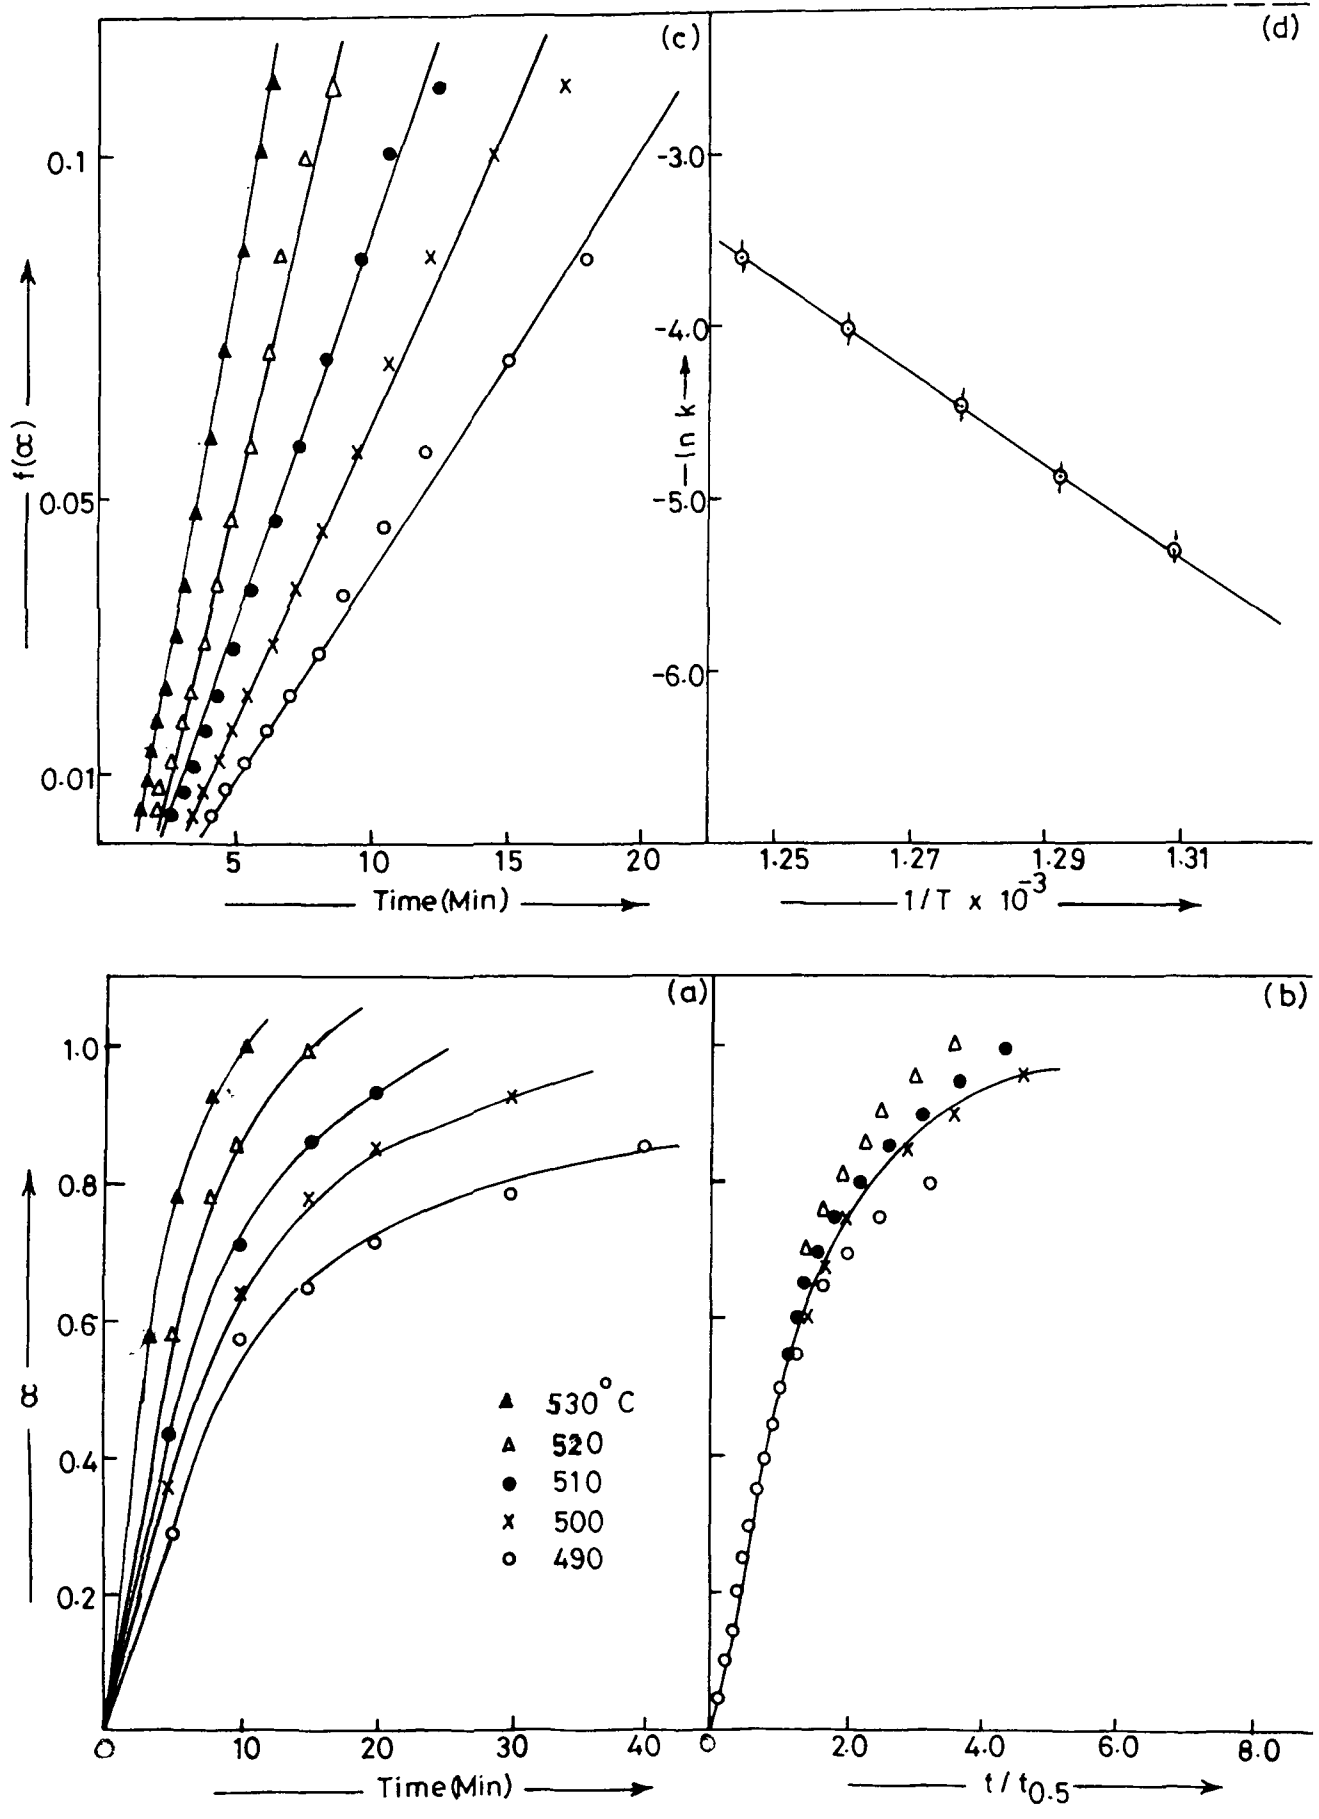 (c)
0.1
0.05
0.01
f(α)
5 10 15 20
Time(Min)
(d)
-3.0
-4.0
-5.0
-6.0
ln k
1.25 1.27 1.29 1.31
1/T x 10⁻³
(a)
1.0
0.8
0.6
0.4
0.2
α
530°C
520
510
500
490
0 10 20 30 40
Time(Min)
(b)
0 2.0 4.0 6.0 8.0
t/t0.5